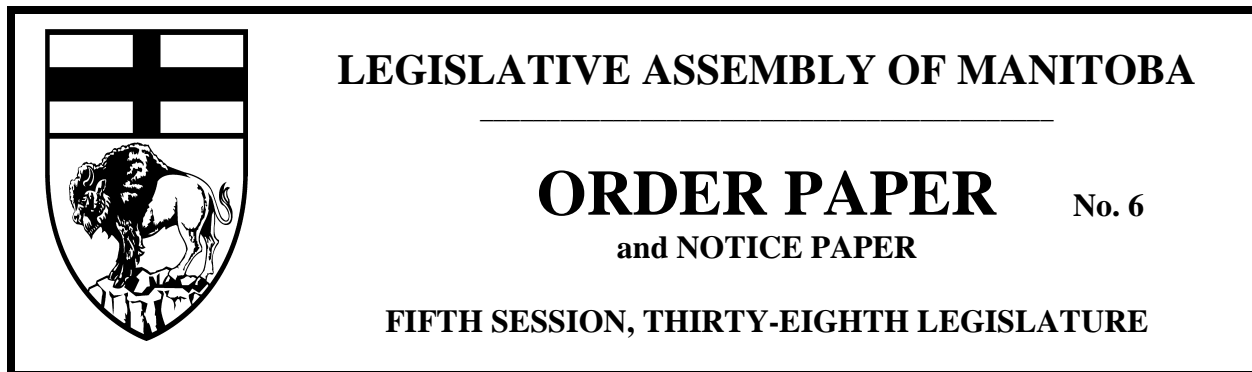 LEGISLATIVE ASSEMBLY OF MANITOBA
ORDER PAPER No. 6
and NOTICE PAPER
FIFTH SESSION, THIRTY-EIGHTH LEGISLATURE